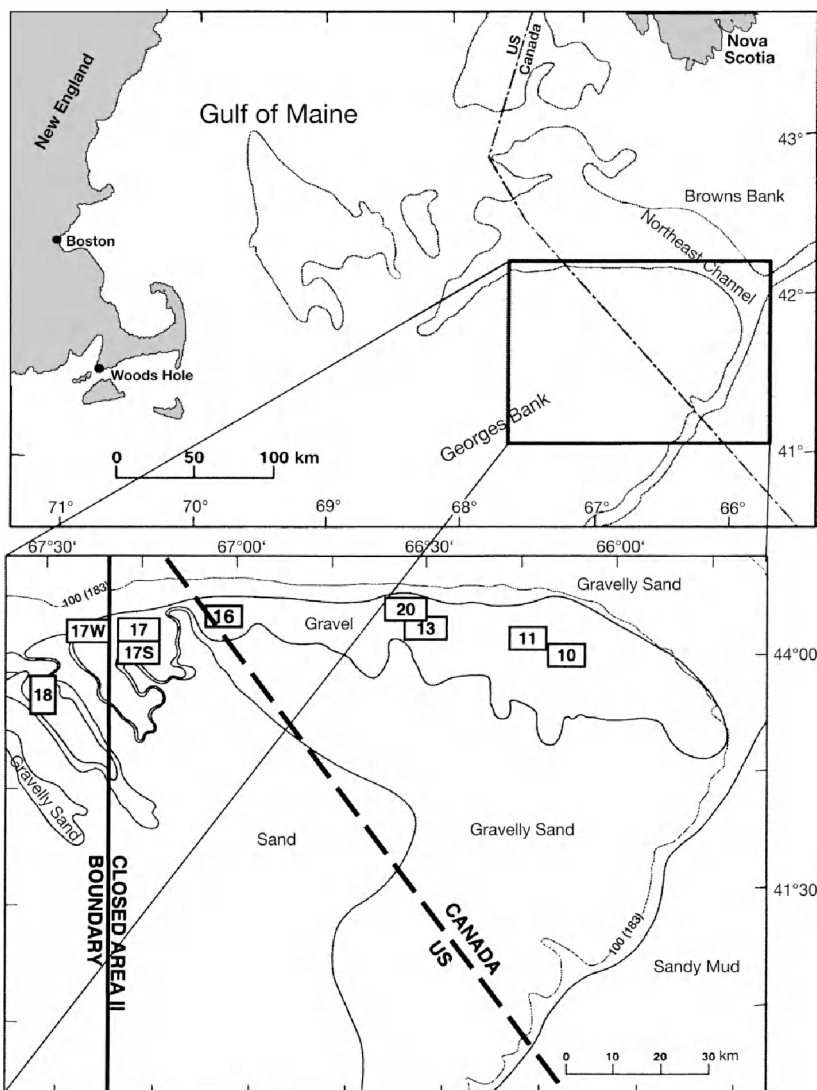 New England
Gulf of Maine
US
Canada
Nova
Scotia
43°
Browns Bank
Northeast Channel
42°
Boston
Woods Hole
Georges Bank
41°
0 50 100 km
71° 70° 69° 68° 67° 66°
67°30' 67°00' 66°30' 66°00'
100 (183)
Gravelly Sand
17W
17
17S
16
Gravel
20
13
11
10
44°00'
18
Gravelly Sand
Sand
Gravelly Sand
CLOSED AREA II
BOUNDARY
CANADA
US
41°30'
100 (183)
Sandy Mud
0 10 20 30 km